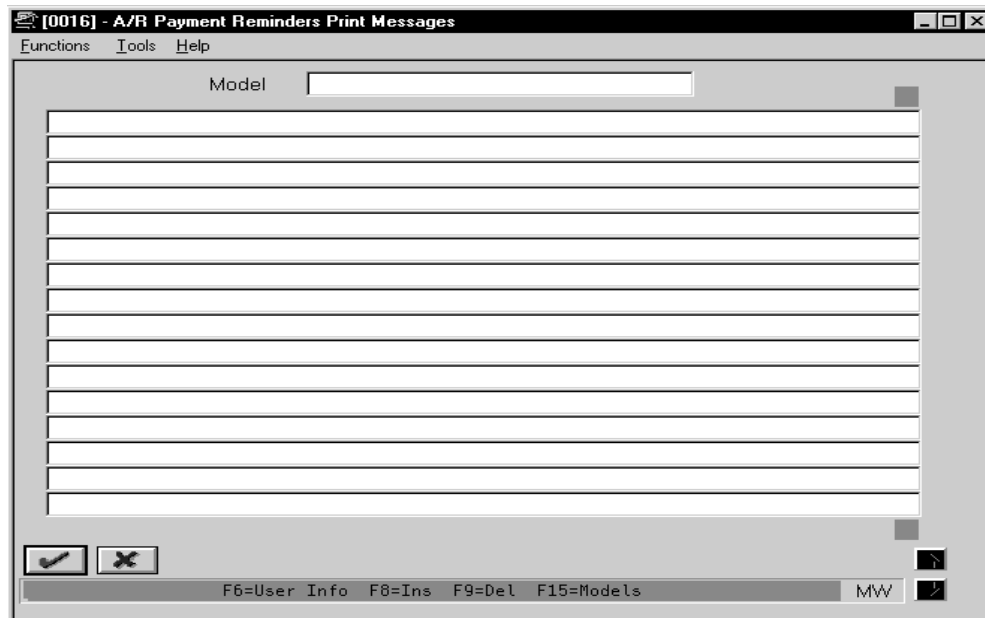 [0016] - A/R Payment Reminders Print Messages
Functions Tools Help
Model
F6=User Info F8=Ins F9=Del F15=Models MW